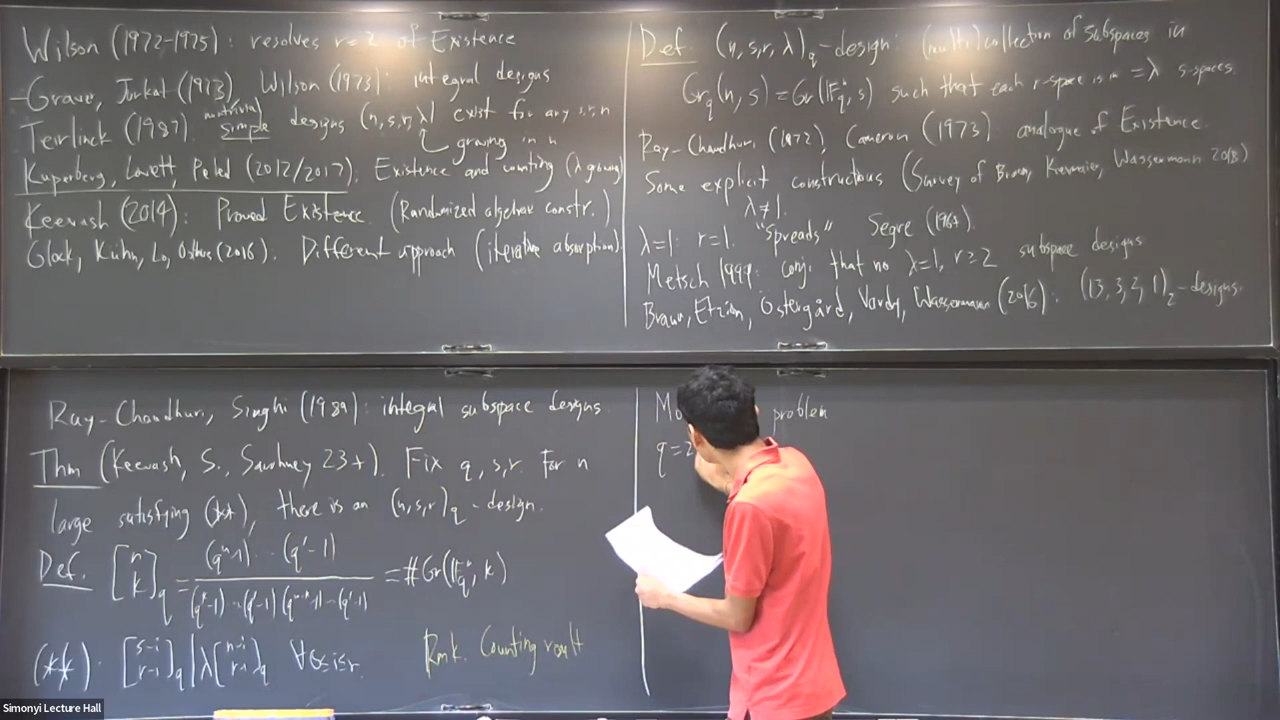 Wilson (1972-1975): resolves r=2 of Existence
Graver, Jurkat (1973), Wilson (1973): integral designs
Teirlinck (1987): nontrivial simple designs (n,s,r,λ) exist for any s,r,n
growing in n
Kuperberg, Lovett, Peled (2012/2017): Existence and counting (λ growing)
Keevash (2014): Proved Existence (Randomized algebraic constr.)
Glock, Kühn, Lo, Osthus (2016). Different approach (iterative absorption).
Def (n,s,r,λ)_q-design: (multi)collection of subspaces in
Gr_q(n,s) = Gr(𝔽_q^n, s) such that each r-space is in =λ s-spaces.
Ray-Chaudhuri (1972), Cameron (1973): analogue of Existence.
Some explicit constructions (Survey of Braun, Kiermaier, Wassermann 2018)
λ≠1.
λ=1: r=1. "Spreads" Segre (1964).
Metsch 1999: conj. that no λ=1, r≥2 subspace designs
Braun, Etzion, Östergård, Vardy, Wassermann (2016): (13,3,2,1)_2-designs.
Ray-Chaudhuri, Singhi (1989): integral subspace designs
Thm (Keevash, S., Sawhney 23+). Fix q,s,r. For n
large satisfying (**), there is an (n,s,r)_q-design.
Def. [n k]_q = (q^n-1)...(q^1-1) / (q^k-1)...(q^1-1)(q^{n-k}-1)...(q^1-1) = #Gr(𝔽_q^n, k)
(**): [s-i r-i]_q | λ[n-i r-i]_q ∀0≤i≤r.
Rmk. Counting result
problem
q=2
Simonyi Lecture Hall